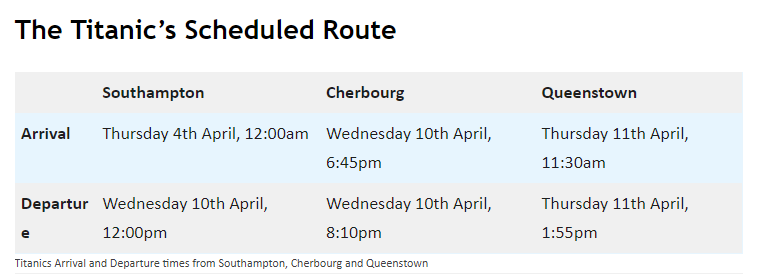 The Titanic’s Scheduled Route
Southampton Cherbourg Queenstown
Arrival Thursday 4th April, 12:00am Wednesday 10th April, Thursday 11th April,
6:45pm 11:30am
Departur Wednesday 10th April, Wednesday 10th April, Thursday 11th April,
e 12:00pm 8:10pm 1:55pm
Titanics Arrival and Departure times from Southampton, Cherbourg and Queenstown